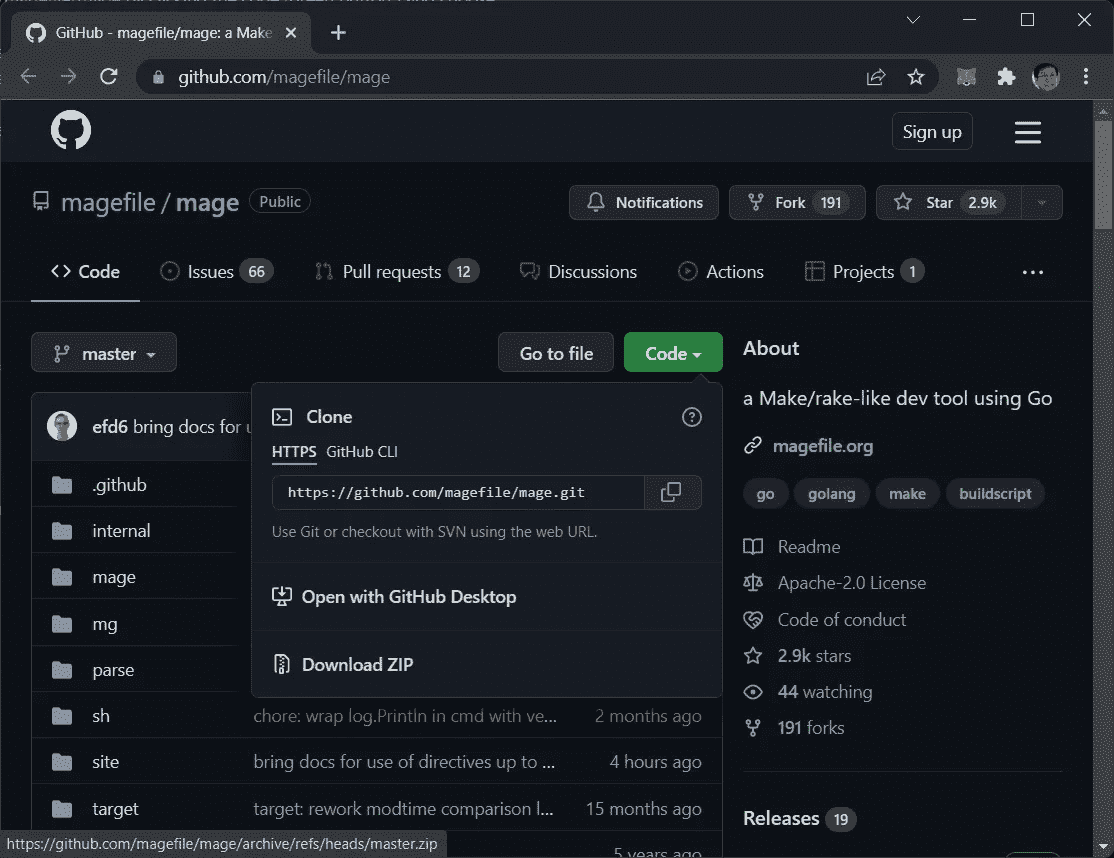 GitHub - magefile/mage: a Make
github.com/magefile/mage
Sign up
magefile / mage Public
Notifications Fork 191 Star 2.9k
Code Issues 66 Pull requests 12 Discussions Actions Projects 1 ...
master Go to file Code
About
a Make/rake-like dev tool using Go
magefile.org
go golang make buildscript
Readme
Apache-2.0 License
Code of conduct
2.9k stars
44 watching
191 forks
Releases 19
Clone
HTTPS GitHub CLI
https://github.com/magefile/mage.git
Use Git or checkout with SVN using the web URL.
Open with GitHub Desktop
Download ZIP
efd6 bring docs for
.github
internal
mage
mg
parse
sh chore: wrap log.Println in cmd with ve... 2 months ago
site bring docs for use of directives up to ... 4 hours ago
target target: rework modtime comparison l... 15 months ago
5 years ago
https://github.com/magefile/mage/archive/refs/heads/master.zip